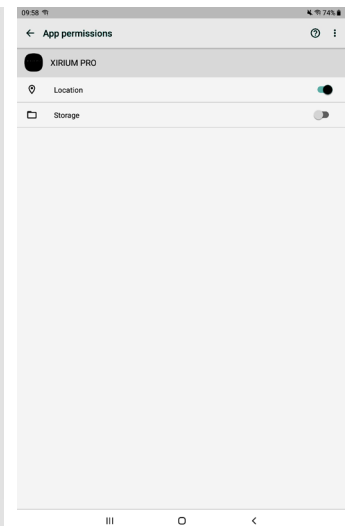 09:58
74%
App permissions
XIRIUM PRO
Location
Storage